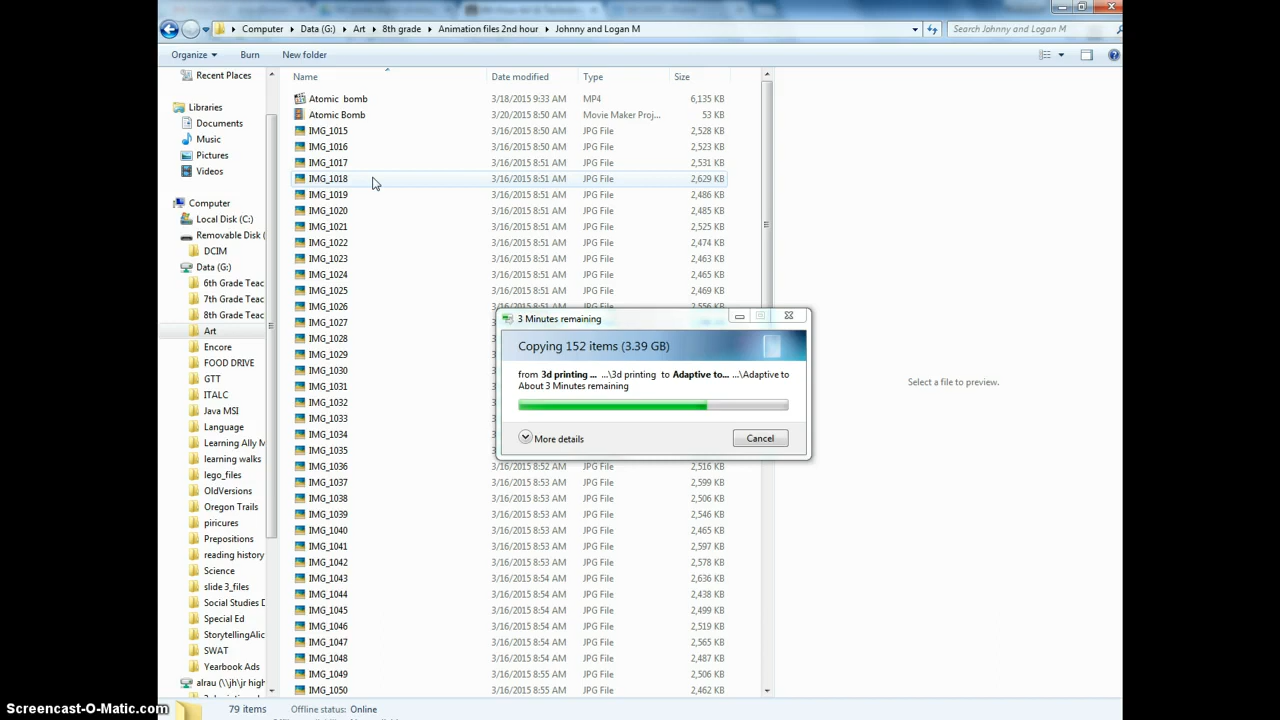 Computer ▸ Data (G:) ▸ Art ▸ 8th grade ▸ Animation files 2nd hour ▸ Johnny and Logan M
Search Johnny and Logan M
Organize Burn New folder
Name Date modified Type Size
Recent Places
Libraries
Documents
Music
Pictures
Videos
Computer
Local Disk (C:)
Removable Disk (
DCIM
Data (G:)
6th Grade Teac
7th Grade Teac
8th Grade Teac
Art
Encore
FOOD DRIVE
GTT
ITALC
Java MSI
Language
Learning Ally M
learning walks
lego_files
OldVersions
Oregon Trails
piricures
Prepositions
reading history
Science
slide 3_files
Social Studies D
Special Ed
StorytellingAlic
SWAT
Yearbook Ads
alrau (\\jh\jr high
Atomic bomb 3/18/2015 9:33 AM MP4 6,135 KB
Atomic Bomb 3/20/2015 8:50 AM Movie Maker Proj... 53 KB
IMG_1015 3/16/2015 8:50 AM JPG File 2,528 KB
IMG_1016 3/16/2015 8:50 AM JPG File 2,523 KB
IMG_1017 3/16/2015 8:51 AM JPG File 2,531 KB
IMG_1018 3/16/2015 8:51 AM JPG File 2,629 KB
IMG_1019 3/16/2015 8:51 AM JPG File 2,486 KB
IMG_1020 3/16/2015 8:51 AM JPG File 2,485 KB
IMG_1021 3/16/2015 8:51 AM JPG File 2,525 KB
IMG_1022 3/16/2015 8:51 AM JPG File 2,474 KB
IMG_1023 3/16/2015 8:51 AM JPG File 2,463 KB
IMG_1024 3/16/2015 8:51 AM JPG File 2,465 KB
IMG_1025 3/16/2015 8:51 AM JPG File 2,469 KB
IMG_1026 3/16/2015 8:51 AM JPG File 2,556 KB
IMG_1027
IMG_1028
IMG_1029
IMG_1030
IMG_1031
IMG_1032
IMG_1033
IMG_1034
IMG_1035
IMG_1036 3/16/2015 8:52 AM JPG File 2,516 KB
IMG_1037 3/16/2015 8:53 AM JPG File 2,599 KB
IMG_1038 3/16/2015 8:53 AM JPG File 2,506 KB
IMG_1039 3/16/2015 8:53 AM JPG File 2,546 KB
IMG_1040 3/16/2015 8:53 AM JPG File 2,465 KB
IMG_1041 3/16/2015 8:53 AM JPG File 2,597 KB
IMG_1042 3/16/2015 8:53 AM JPG File 2,578 KB
IMG_1043 3/16/2015 8:54 AM JPG File 2,636 KB
IMG_1044 3/16/2015 8:54 AM JPG File 2,438 KB
IMG_1045 3/16/2015 8:54 AM JPG File 2,499 KB
IMG_1046 3/16/2015 8:54 AM JPG File 2,519 KB
IMG_1047 3/16/2015 8:54 AM JPG File 2,565 KB
IMG_1048 3/16/2015 8:54 AM JPG File 2,487 KB
IMG_1049 3/16/2015 8:55 AM JPG File 2,506 KB
IMG_1050 3/16/2015 8:55 AM JPG File 2,462 KB
3 Minutes remaining
Copying 152 items (3.39 GB)
from 3d printing ... ...\3d printing to Adaptive to... ...\Adaptive to
About 3 Minutes remaining
More details
Cancel
Select a file to preview.
79 items Offline status: Online
Screencast-O-Matic.com